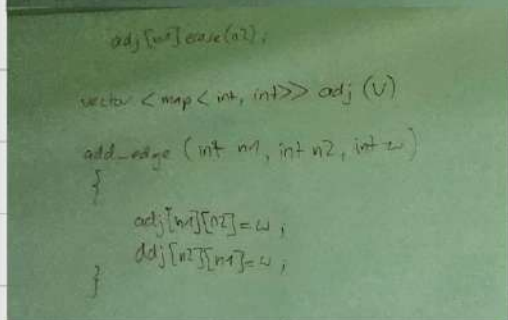 adj[n1]erase(n2);
vector <map< int, int>> adj (V)
add_edge (int n1, int n2, int w)
{
adj[n1][n2]=w;
adj[n2][n1]=w;
}